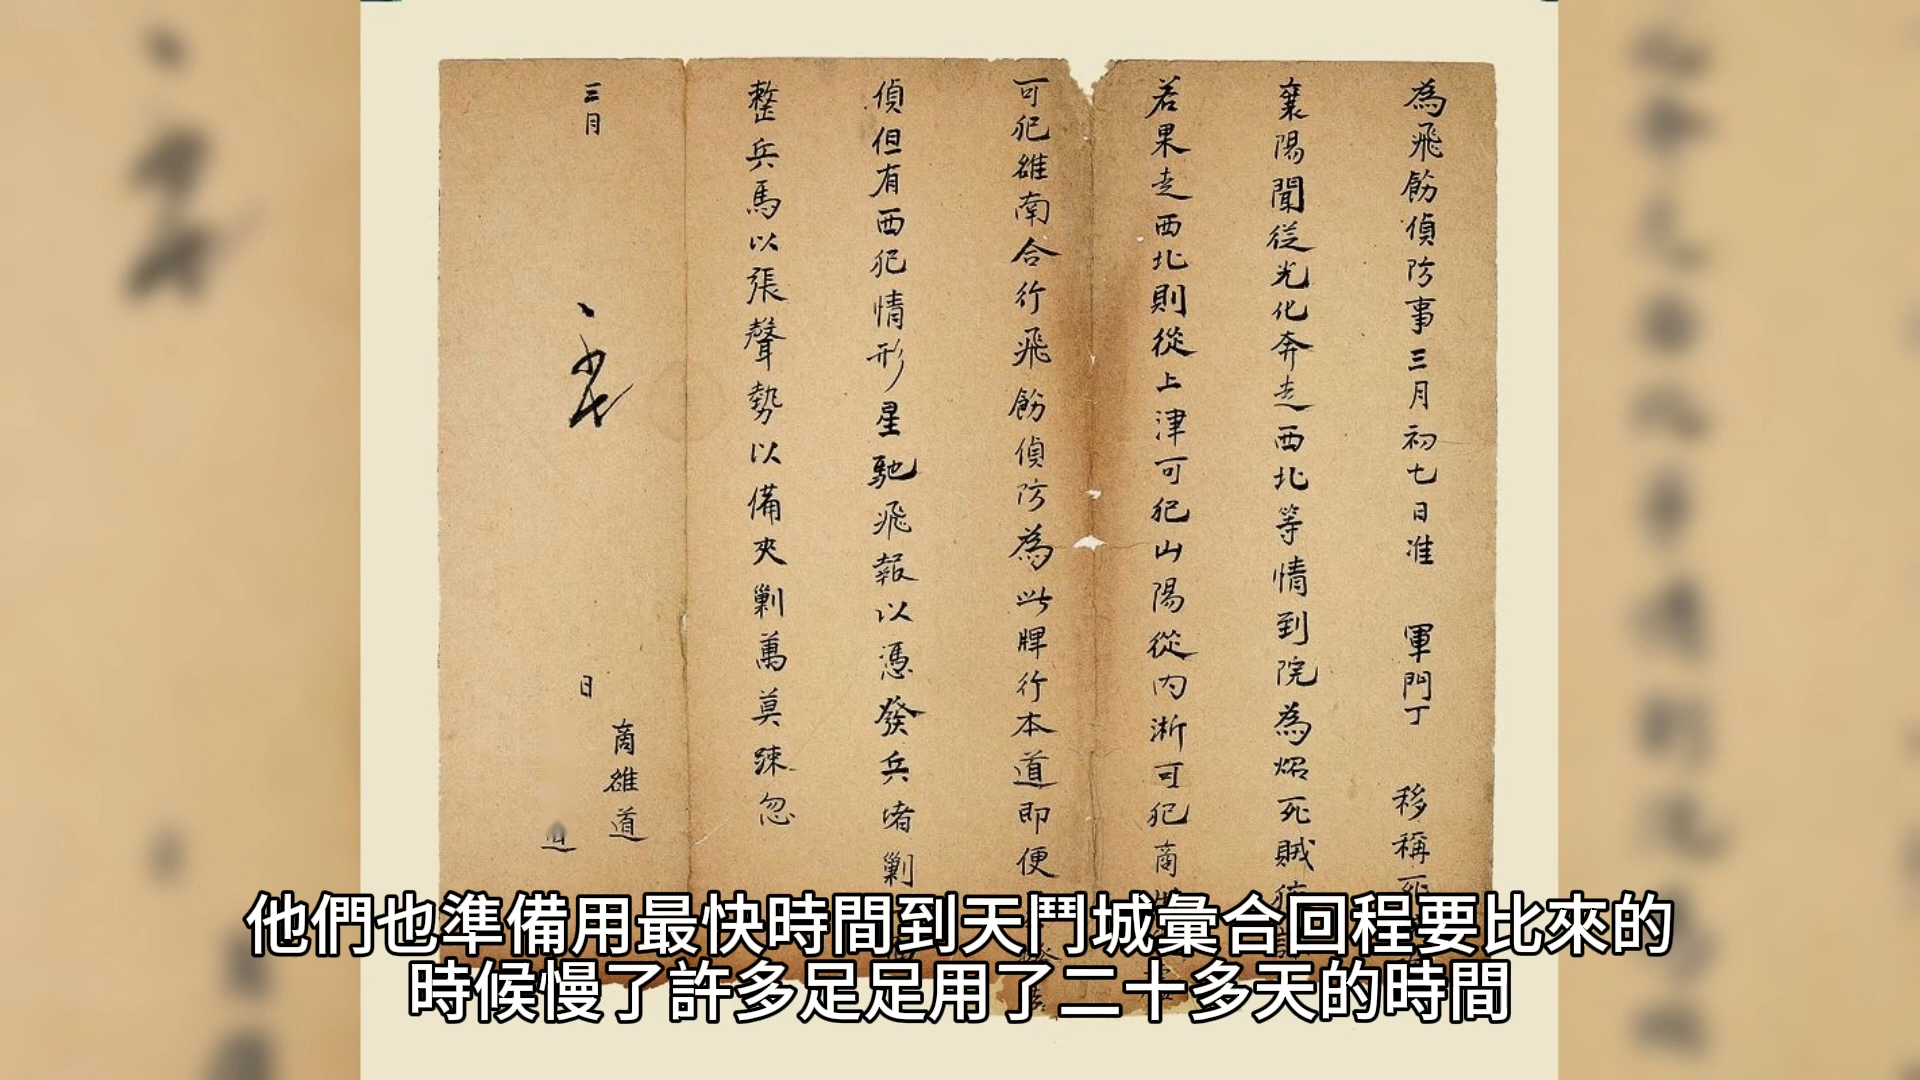 為飛飭偵防事三月初七日准 軍門丁 移稱
襄陽聞從光化奔走西北等情到院為炤死賊
若果走西北則從上津可犯山陽從內淅可犯商
可犯雒南合行飛飭偵防為此牌行本道即便
偵但有西犯情形星馳飛報以憑發兵堵剿
整兵馬以張聲勢以備夾剿萬莫踈忽
三月 日
商雒道
他們也準備用最快時間到天鬥城彙合回程要比來的
時候慢了許多足足用了二十多天的時間